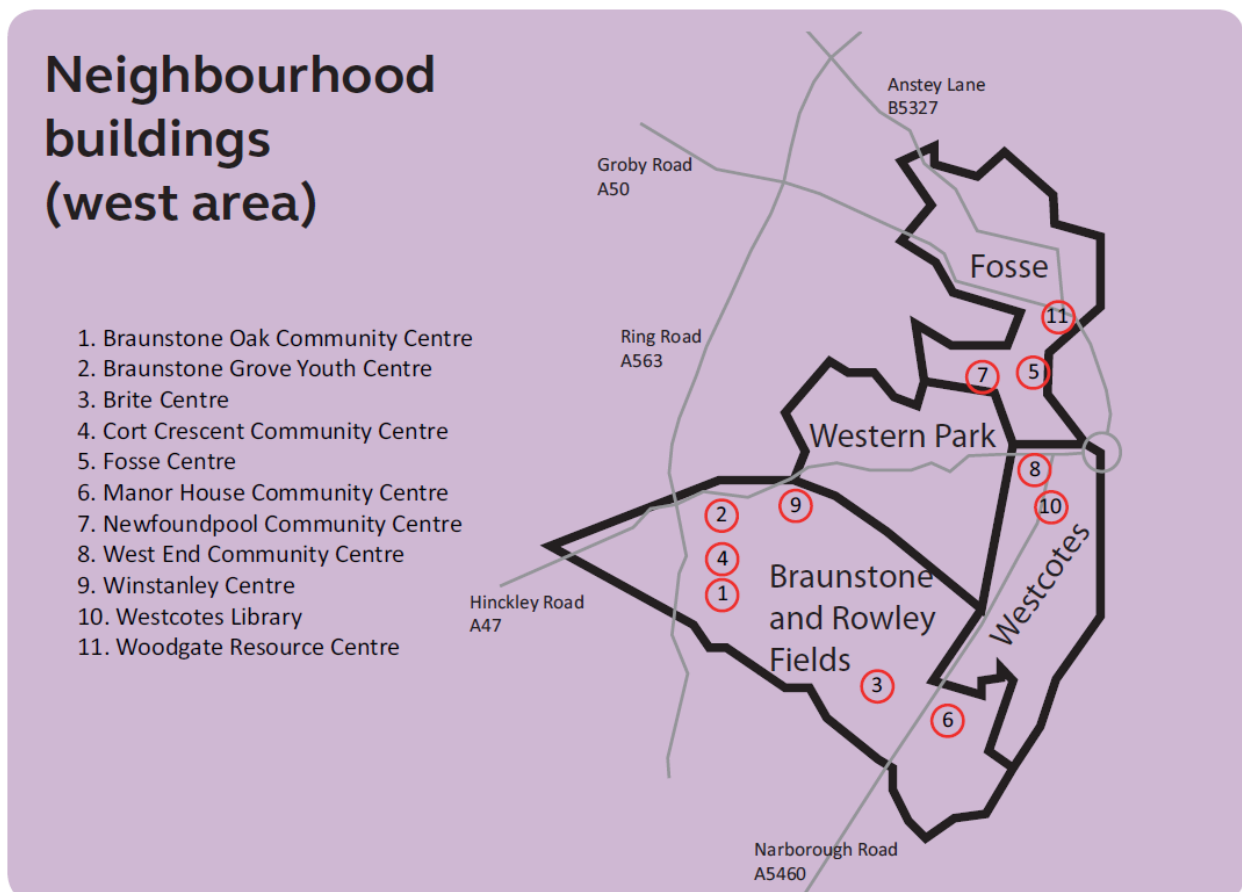 Neighbourhood
buildings
(west area)
1. Braunstone Oak Community Centre
2. Braunstone Grove Youth Centre
3. Brite Centre
4. Cort Crescent Community Centre
5. Fosse Centre
6. Manor House Community Centre
7. Newfoundpool Community Centre
8. West End Community Centre
9. Winstanley Centre
10. Westcotes Library
11. Woodgate Resource Centre
Anstey Lane
B5327
Groby Road
A50
Fosse
11
Ring Road
A563
7
5
Western Park
8
9
10
2
4
1
Braunstone
and Rowley
Fields
Westcotes
Hinckley Road
A47
3
6
Narborough Road
A5460